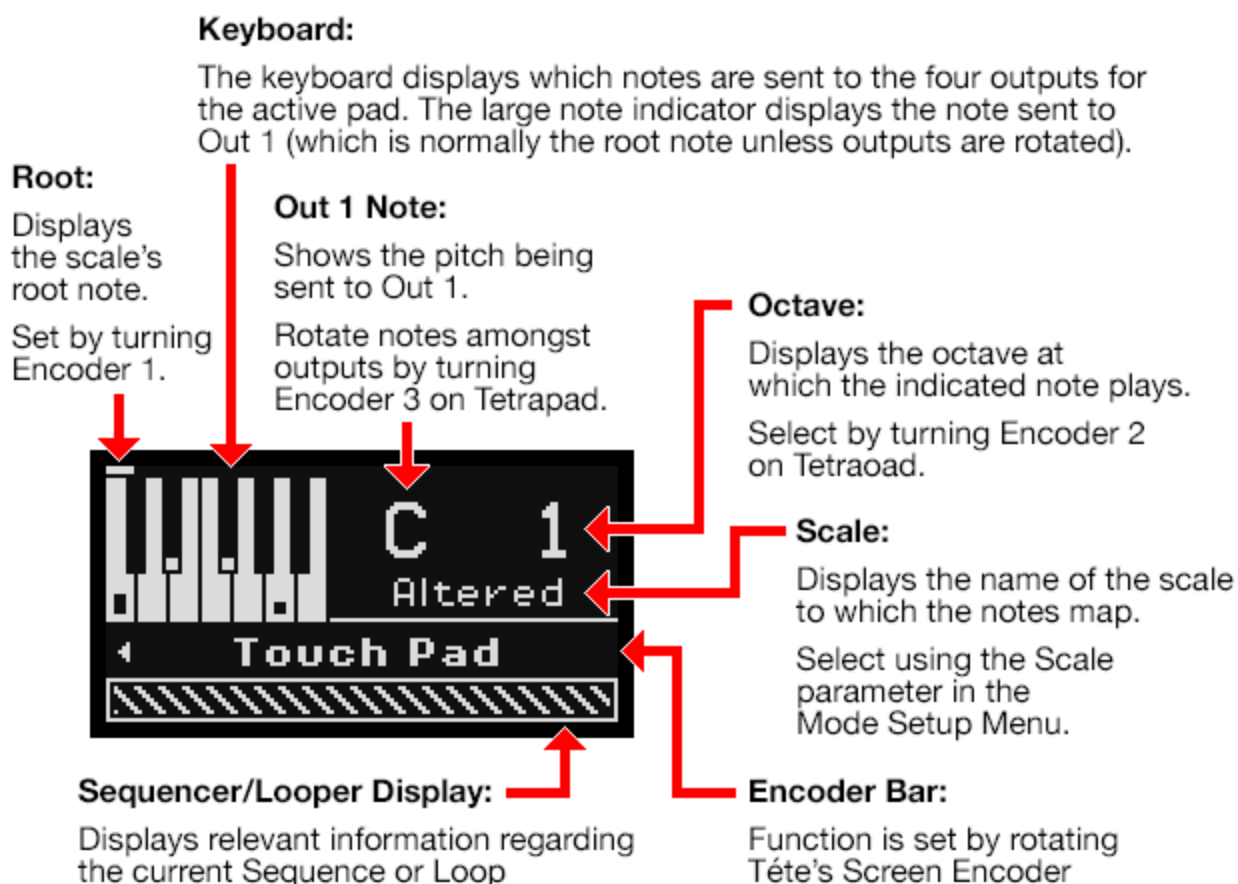 Keyboard:
The keyboard displays which notes are sent to the four outputs for
the active pad. The large note indicator displays the note sent to
Out 1 (which is normally the root note unless outputs are rotated).
Root:
Displays
the scale's
root note.
Set by turning
Encoder 1.
Out 1 Note:
Shows the pitch being
sent to Out 1.
Rotate notes amongst
outputs by turning
Encoder 3 on Tetrapad.
Octave:
Displays the octave at
which the indicated note plays.
Select by turning Encoder 2
on Tetraoad.
Scale:
Displays the name of the scale
to which the notes map.
Select using the Scale
parameter in the
Mode Setup Menu.
C 1
Altered
Touch Pad
Sequencer/Looper Display:
Displays relevant information regarding
the current Sequence or Loop
Encoder Bar:
Function is set by rotating
Téte's Screen Encoder